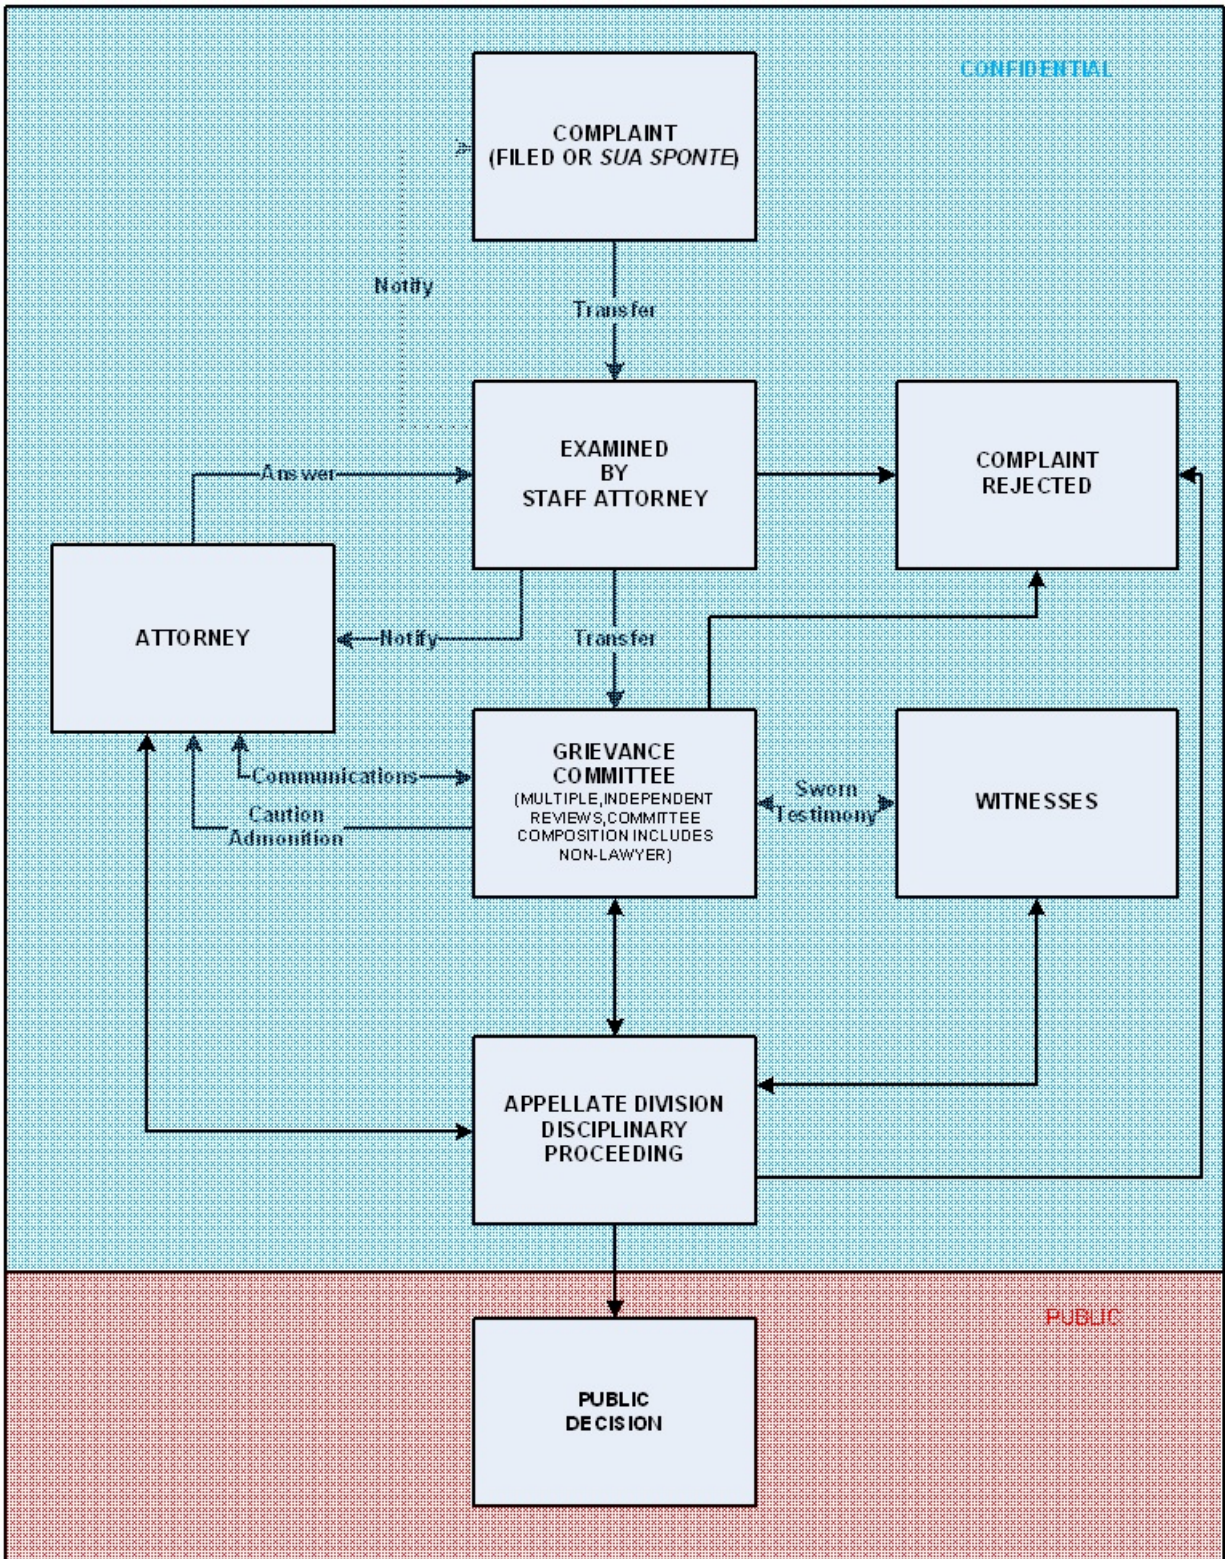 CONFIDENTIAL
COMPLAINT
(FILED OR SUA SPONTE)
Notify
Transfer
EXAMINED
BY
STAFF ATTORNEY
COMPLAINT
REJECTED
Answer
ATTORNEY
Notify
Transfer
GRIEVANCE
COMMITTEE
(MULTIPLE,INDEPENDENT
REVIEWS,COMMITTEE
COMPOSITION INCLUDES
NON-LAWYER)
Communications
Caution
Admonition
Sworn
Testimony
WITNESSES
APPELLATE DIVISION
DISCIPLINARY
PROCEEDING
PUBLIC
PUBLIC
DECISION